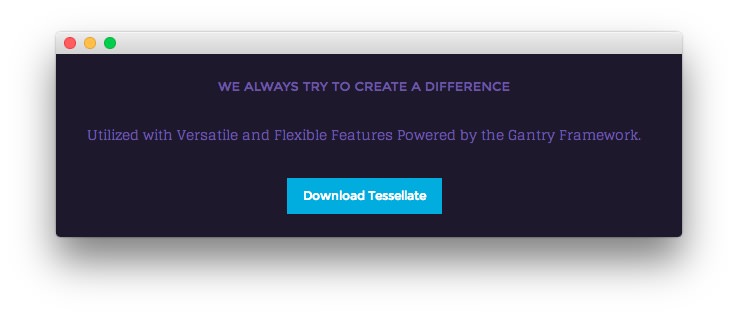 WE ALWAYS TRY TO CREATE A DIFFERENCE
Utilized with Versatile and Flexible Features Powered by the Gantry Framework.
Download Tessellate